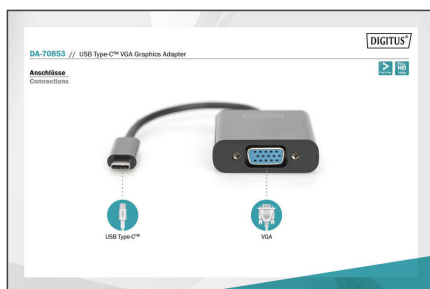 DIGITUS®
DA-70853 // USB Type-C™ VGA Graphics Adapter
Anschlüsse
Connections
USB Type-C™
VGA